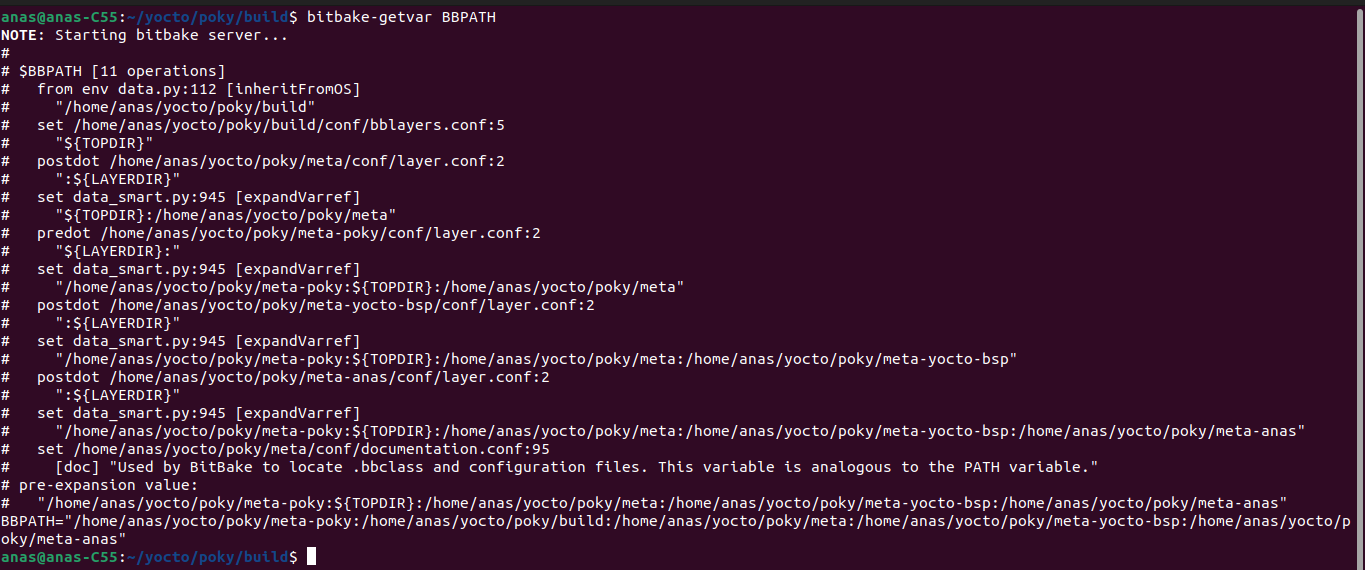 anas@anas-C55:~/yocto/poky/build$ bitbake-getvar BBPATH
NOTE: Starting bitbake server...
#
# $BBPATH [11 operations]
#   from env data.py:112 [inheritFromOS]
#     "/home/anas/yocto/poky/build"
#   set /home/anas/yocto/poky/build/conf/bblayers.conf:5
#     "${TOPDIR}"
#   postdot /home/anas/yocto/poky/meta/conf/layer.conf:2
#     ":${LAYERDIR}"
#   set data_smart.py:945 [expandVarref]
#     "${TOPDIR}:/home/anas/yocto/poky/meta"
#   predot /home/anas/yocto/poky/meta-poky/conf/layer.conf:2
#     "${LAYERDIR}:"
#   set data_smart.py:945 [expandVarref]
#     "/home/anas/yocto/poky/meta-poky:${TOPDIR}:/home/anas/yocto/poky/meta"
#   postdot /home/anas/yocto/poky/meta-yocto-bsp/conf/layer.conf:2
#     ":${LAYERDIR}"
#   set data_smart.py:945 [expandVarref]
#     "/home/anas/yocto/poky/meta-poky:${TOPDIR}:/home/anas/yocto/poky/meta:/home/anas/yocto/poky/meta-yocto-bsp"
#   postdot /home/anas/yocto/poky/meta-anas/conf/layer.conf:2
#     ":${LAYERDIR}"
#   set data_smart.py:945 [expandVarref]
#     "/home/anas/yocto/poky/meta-poky:${TOPDIR}:/home/anas/yocto/poky/meta:/home/anas/yocto/poky/meta-yocto-bsp:/home/anas/yocto/poky/meta-anas"
#   set /home/anas/yocto/poky/meta/conf/documentation.conf:95
#     [doc] "Used by BitBake to locate .bbclass and configuration files. This variable is analogous to the PATH variable."
# pre-expansion value:
#   "/home/anas/yocto/poky/meta-poky:${TOPDIR}:/home/anas/yocto/poky/meta:/home/anas/yocto/poky/meta-yocto-bsp:/home/anas/yocto/poky/meta-anas"
BBPATH="/home/anas/yocto/poky/meta-poky:/home/anas/yocto/poky/build:/home/anas/yocto/poky/meta:/home/anas/yocto/poky/meta-yocto-bsp:/home/anas/yocto/p
oky/meta-anas"
anas@anas-C55:~/yocto/poky/build$